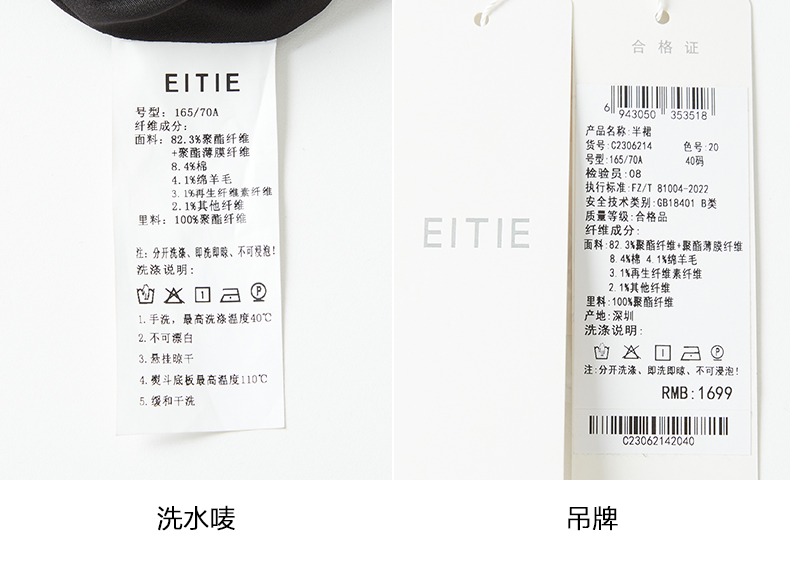 EITIE
号型: 165/70A
纤维成分:
面料: 82.3%聚酯纤维
+聚酯薄膜纤维
8.4%棉
4.1%绵羊毛
3.1%再生纤维素纤维
2.1%其他纤维
里料: 100%聚酯纤维
注: 分开洗涤、即洗即晾、不可浸泡!
洗涤说明:
1.手洗，最高洗涤温度40℃
2.不可漂白
3.悬挂晾干
4.熨斗底板最高温度110℃
5.缓和干洗
洗水唛
EITIE
合格证
6 943050 353518
产品名称:半裙
货号:C2306214 色号:20
号型:165/70A 40码
检验员:08
执行标准:FZ/T 81004-2022
安全技术类别:GB18401 B类
质量等级:合格品
纤维成分:
面料:82.3%聚酯纤维+聚酯薄膜纤维
8.4%棉 4.1%绵羊毛
3.1%再生纤维素纤维
2.1%其他纤维
里料:100%聚酯纤维
产地:深圳
洗涤说明:
注:分开洗涤、即洗即晾、不可浸泡!
RMB:1699
C23062142040
吊牌